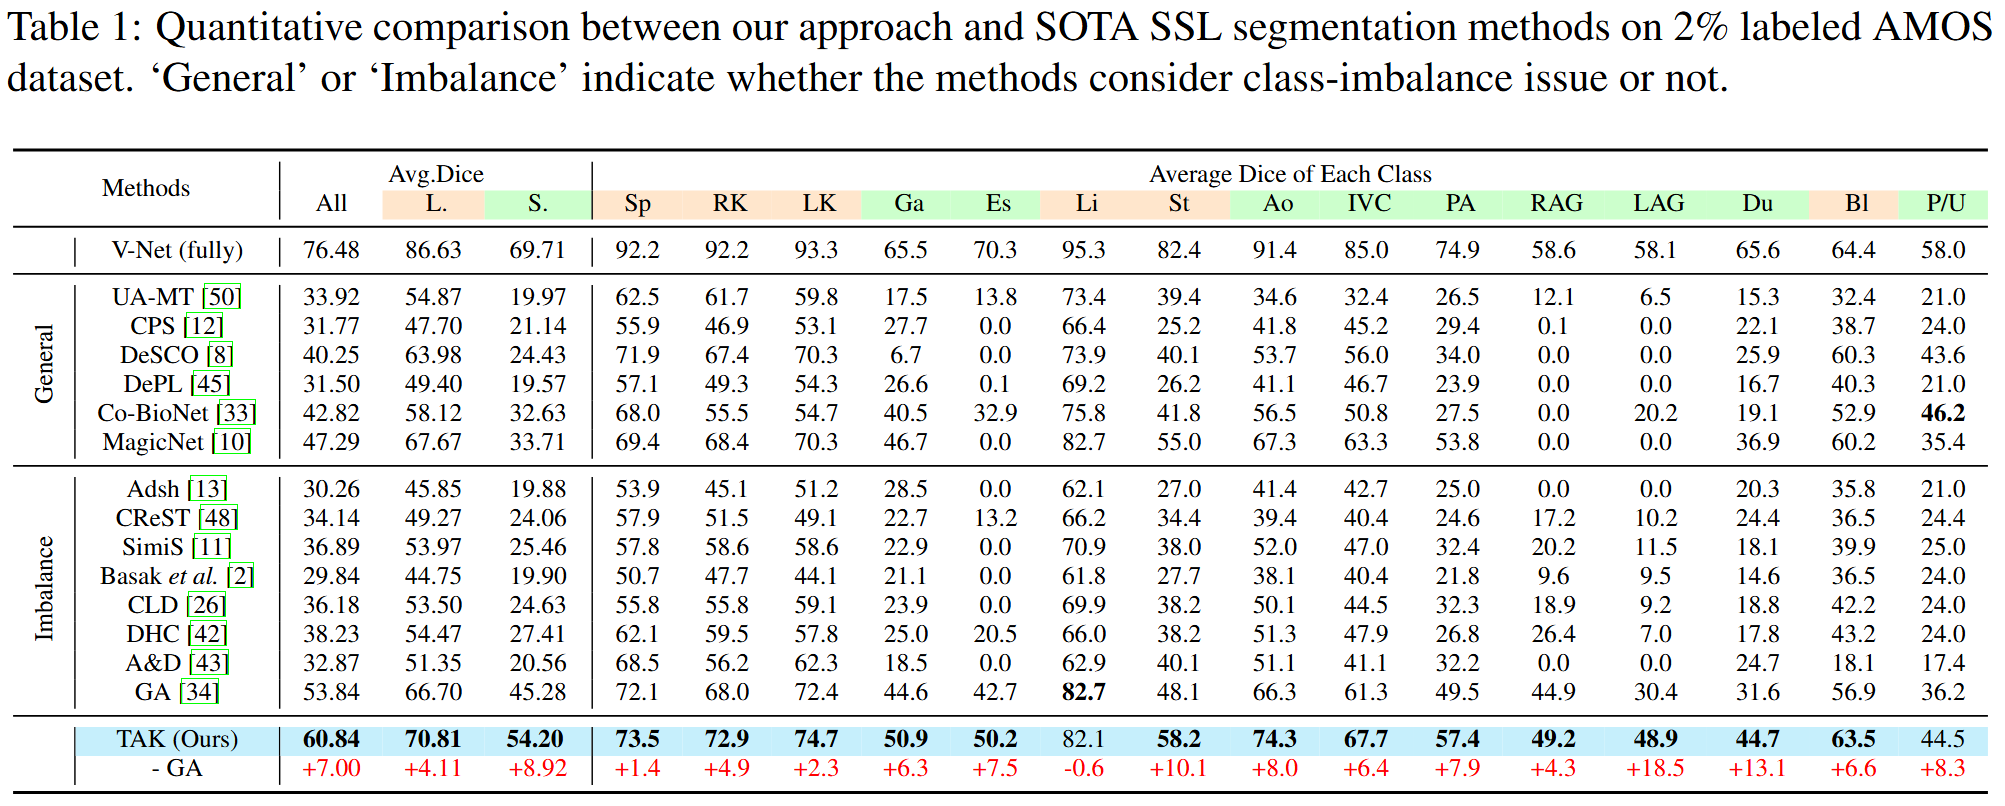 Table 1: Quantitative comparison between our approach and SOTA SSL segmentation methods on 2% labeled AMOS
dataset. ‘General’ or ‘Imbalance’ indicate whether the methods consider class-imbalance issue or not.
Methods Avg.Dice Average Dice of Each Class
All L. S. Sp RK LK Ga Es Li St Ao IVC PA RAG LAG Du Bl P/U
V-Net (fully) 76.48 86.63 69.71 92.2 92.2 93.3 65.5 70.3 95.3 82.4 91.4 85.0 74.9 58.6 58.1 65.6 64.4 58.0
General
UA-MT [50] 33.92 54.87 19.97 62.5 61.7 59.8 17.5 13.8 73.4 39.4 34.6 32.4 26.5 12.1 6.5 15.3 32.4 21.0
CPS [12] 31.77 47.70 21.14 55.9 46.9 53.1 27.7 0.0 66.4 25.2 41.8 45.2 29.4 0.1 0.0 22.1 38.7 24.0
DeSCO [8] 40.25 63.98 24.43 71.9 67.4 70.3 6.7 0.0 73.9 40.1 53.7 56.0 34.0 0.0 0.0 25.9 60.3 43.6
DePL [45] 31.50 49.40 19.57 57.1 49.3 54.3 26.6 0.1 69.2 26.2 41.1 46.7 23.9 0.0 0.0 16.7 40.3 21.0
Co-BioNet [33] 42.82 58.12 32.63 68.0 55.5 54.7 40.5 32.9 75.8 41.8 56.5 50.8 27.5 0.0 20.2 19.1 52.9 46.2
MagicNet [10] 47.29 67.67 33.71 69.4 68.4 70.3 46.7 0.0 82.7 55.0 67.3 63.3 53.8 0.0 0.0 36.9 60.2 35.4
Imbalance
Adsh [13] 30.26 45.85 19.88 53.9 45.1 51.2 28.5 0.0 62.1 27.0 41.4 42.7 25.0 0.0 0.0 20.3 35.8 21.0
CReST [48] 34.14 49.27 24.06 57.9 51.5 49.1 22.7 13.2 66.2 34.4 39.4 40.4 24.6 17.2 10.2 24.4 36.5 24.4
SimiS [11] 36.89 53.97 25.46 57.8 58.6 58.6 22.9 0.0 70.9 38.0 52.0 47.0 32.4 20.2 11.5 18.1 39.9 25.0
Basak et al. [2] 29.84 44.75 19.90 50.7 47.7 44.1 21.1 0.0 61.8 27.7 38.1 40.4 21.8 9.6 9.5 14.6 36.5 24.0
CLD [26] 36.18 53.50 24.63 55.8 55.8 59.1 23.9 0.0 69.9 38.2 50.1 44.5 32.3 18.9 9.2 18.8 42.2 24.0
DHC [42] 38.23 54.47 27.41 62.1 59.5 57.8 25.0 20.5 66.0 38.2 51.3 47.9 26.8 26.4 7.0 17.8 43.2 24.0
A&D [43] 32.87 51.35 20.56 68.5 56.2 62.3 18.5 0.0 62.9 40.1 51.1 41.1 32.2 0.0 0.0 24.7 18.1 17.4
GA [34] 53.84 66.70 45.28 72.1 68.0 72.4 44.6 42.7 82.7 48.1 66.3 61.3 49.5 44.9 30.4 31.6 56.9 36.2
TAK (Ours) 60.84 70.81 54.20 73.5 72.9 74.7 50.9 50.2 82.1 58.2 74.3 67.7 57.4 49.2 48.9 44.7 63.5 44.5
- GA +7.00 +4.11 +8.92 +1.4 +4.9 +2.3 +6.3 +7.5 -0.6 +10.1 +8.0 +6.4 +7.9 +4.3 +18.5 +13.1 +6.6 +8.3